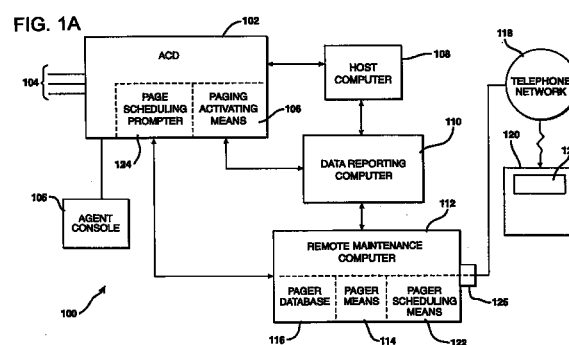 FIG. 1A
102
ACD
104
PAGE
SCHEDULING
PROMPTER
PAGING
ACTIVATING
MEANS
106
124
HOST
COMPUTER
108
118
TELEPHONE
NETWORK
110
DATA REPORTING
COMPUTER
120
12
105
AGENT
CONSOLE
112
REMOTE MAINTENANCE
COMPUTER
PAGER
DATABASE
PAGER
MEANS
PAGER
SCHEDULING
MEANS
125
100
116
114
122